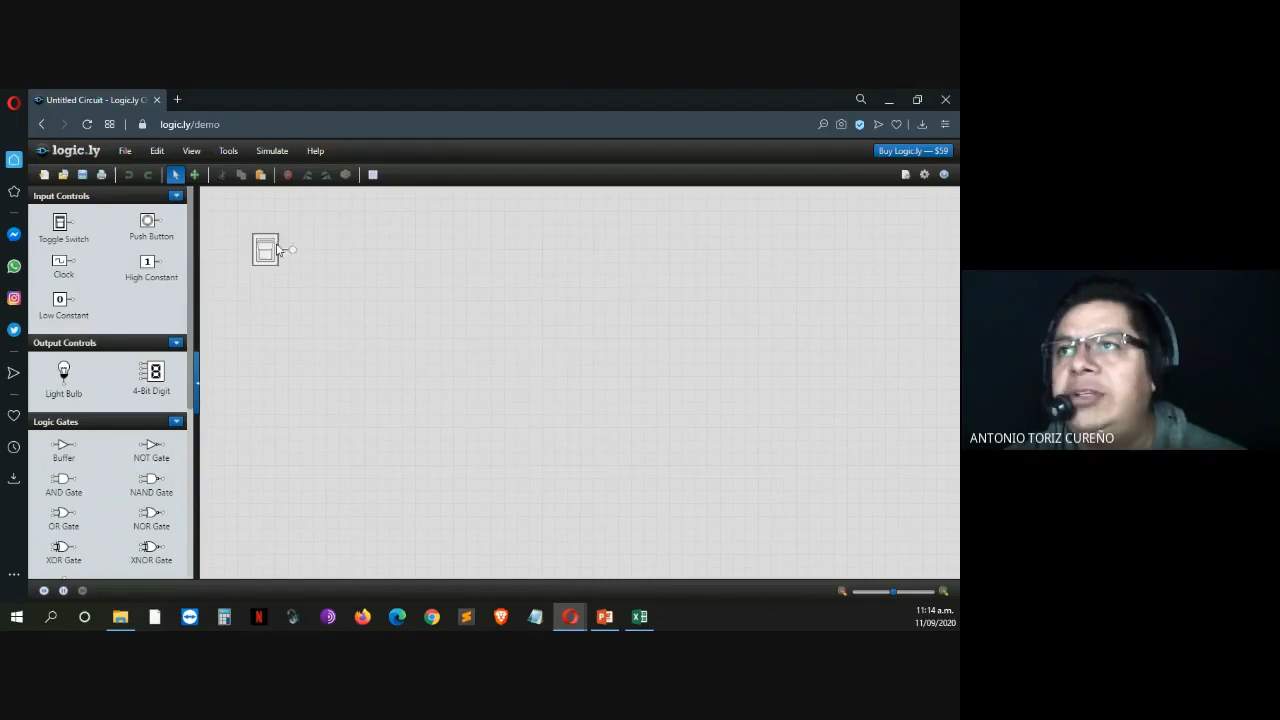 Untitled Circuit - Logic.ly
logic.ly/demo
logic.ly File Edit View Tools Simulate Help Buy Logic.ly — $59
Input Controls
Toggle Switch Push Button
Clock 1 High Constant
0 Low Constant
Output Controls
Light Bulb 4-Bit Digit
Logic Gates
Buffer NOT Gate
AND Gate NAND Gate
OR Gate NOR Gate
XOR Gate XNOR Gate
ANTONIO TORIZ CUREÑO
11:14 a.m.
11/09/2020